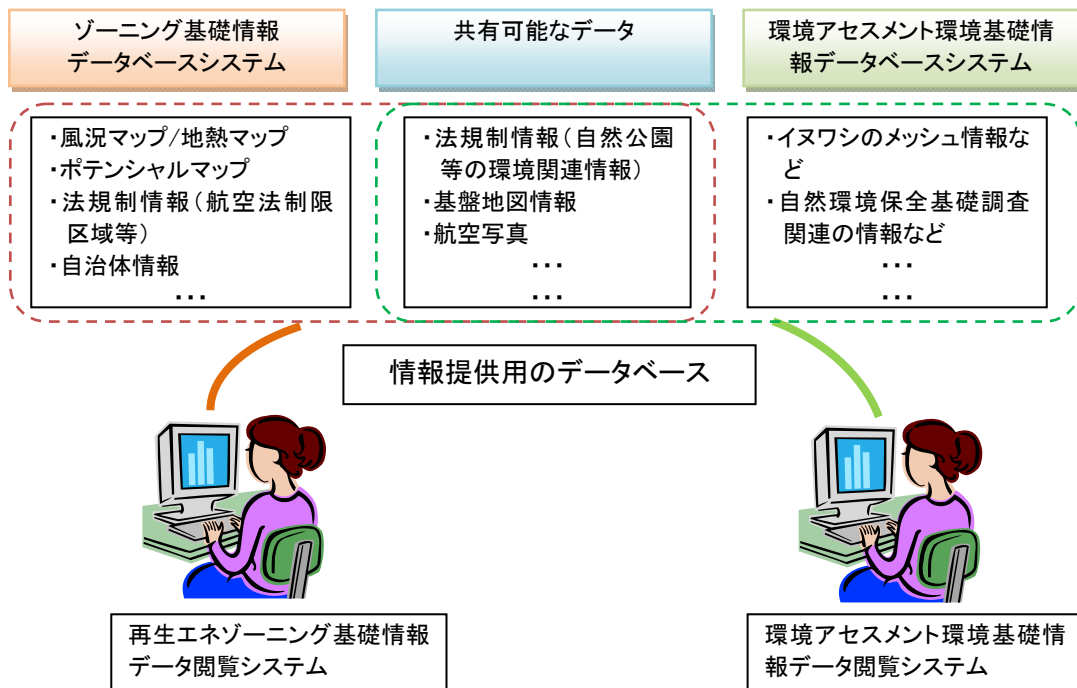 ゾーニング基礎情報
データベースシステム
共有可能なデータ
環境アセスメント環境基礎情
報データベースシステム
・風況マップ/地熱マップ
・ポテンシャルマップ
・法規制情報(航空法制限
区域等)
・自治体情報
...
・法規制情報(自然公園
等の環境関連情報)
・基盤地図情報
・航空写真
...
...
・イヌワシのメッシュ情報な
ど
・自然環境保全基礎調査
関連の情報など
...
...
情報提供用のデータベース
再生エネゾーニング基礎情報
データ閲覧システム
環境アセスメント環境基礎情
報データ閲覧システム